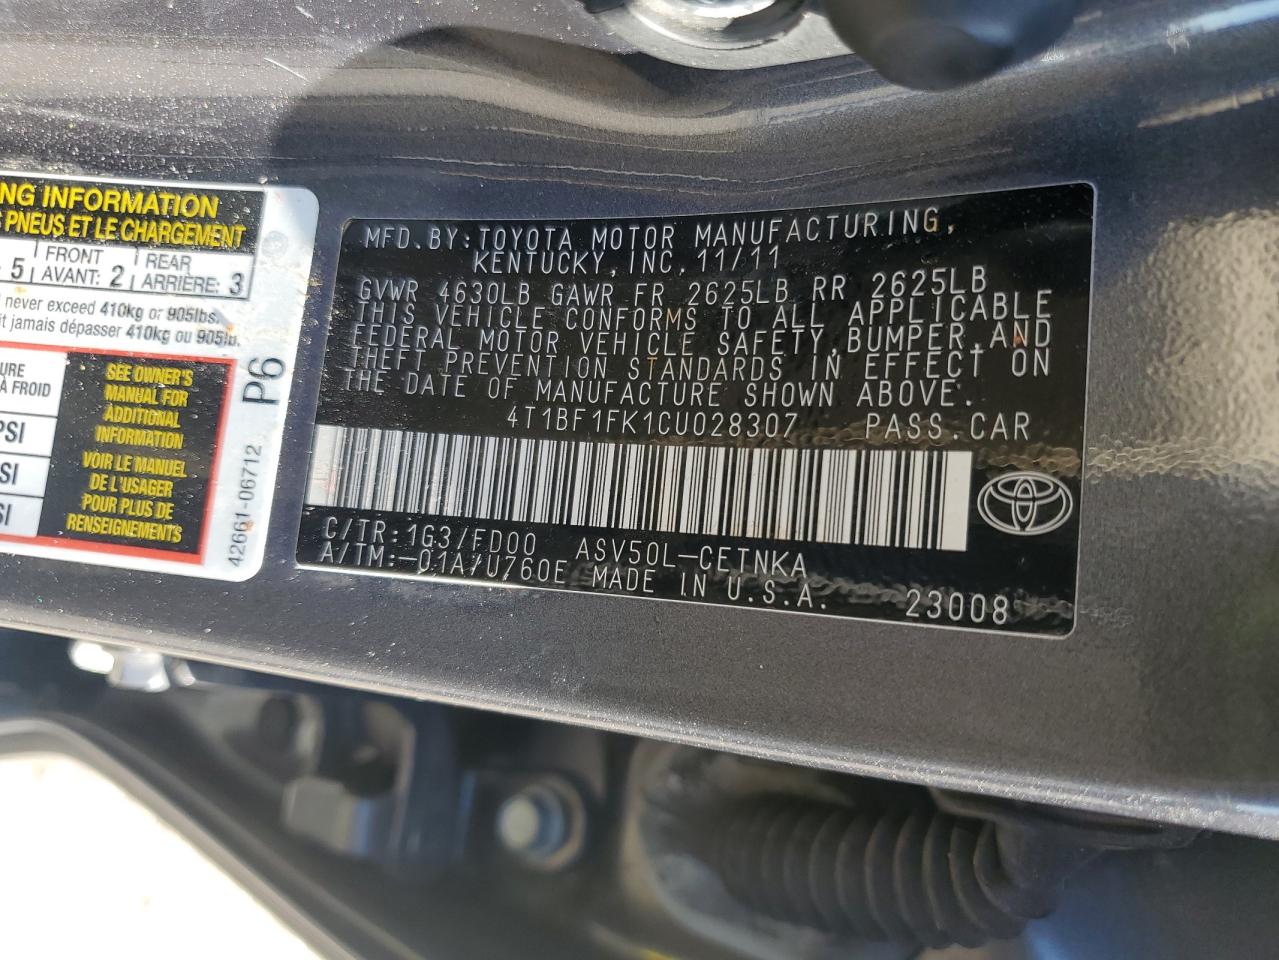 NG INFORMATION
PNEUS ET LE CHARGEMENT
5 FRONT AVANT: 2 REAR ARRIÈRE: 3
never exceed 410kg or 905lbs.
it jamais dépasser 410kg ou 905lb.
URE
À FROID
PSI
SI
SI
SEE OWNER'S
MANUAL FOR
ADDITIONAL
INFORMATION
VOIR LE MANUEL
DE L'USAGER
POUR PLUS DE
RENSEIGNEMENTS
P6
42661-06712
MFD. BY: TOYOTA MOTOR MANUFACTURING,
KENTUCKY, INC. 11/11
GVWR 4630LB GAWR FR 2625LB RR 2625LB
THIS VEHICLE CONFORMS TO ALL APPLICABLE
FEDERAL MOTOR VEHICLE SAFETY, BUMPER, AND
THEFT PREVENTION STANDARDS IN EFFECT ON
THE DATE OF MANUFACTURE SHOWN ABOVE.
4T1BF1FK1CU028307 PASS. CAR
C/TR: 1G3/FD00 ASV50L-CETNKA
A/TM: -01A/U760E MADE IN U.S.A. 23008